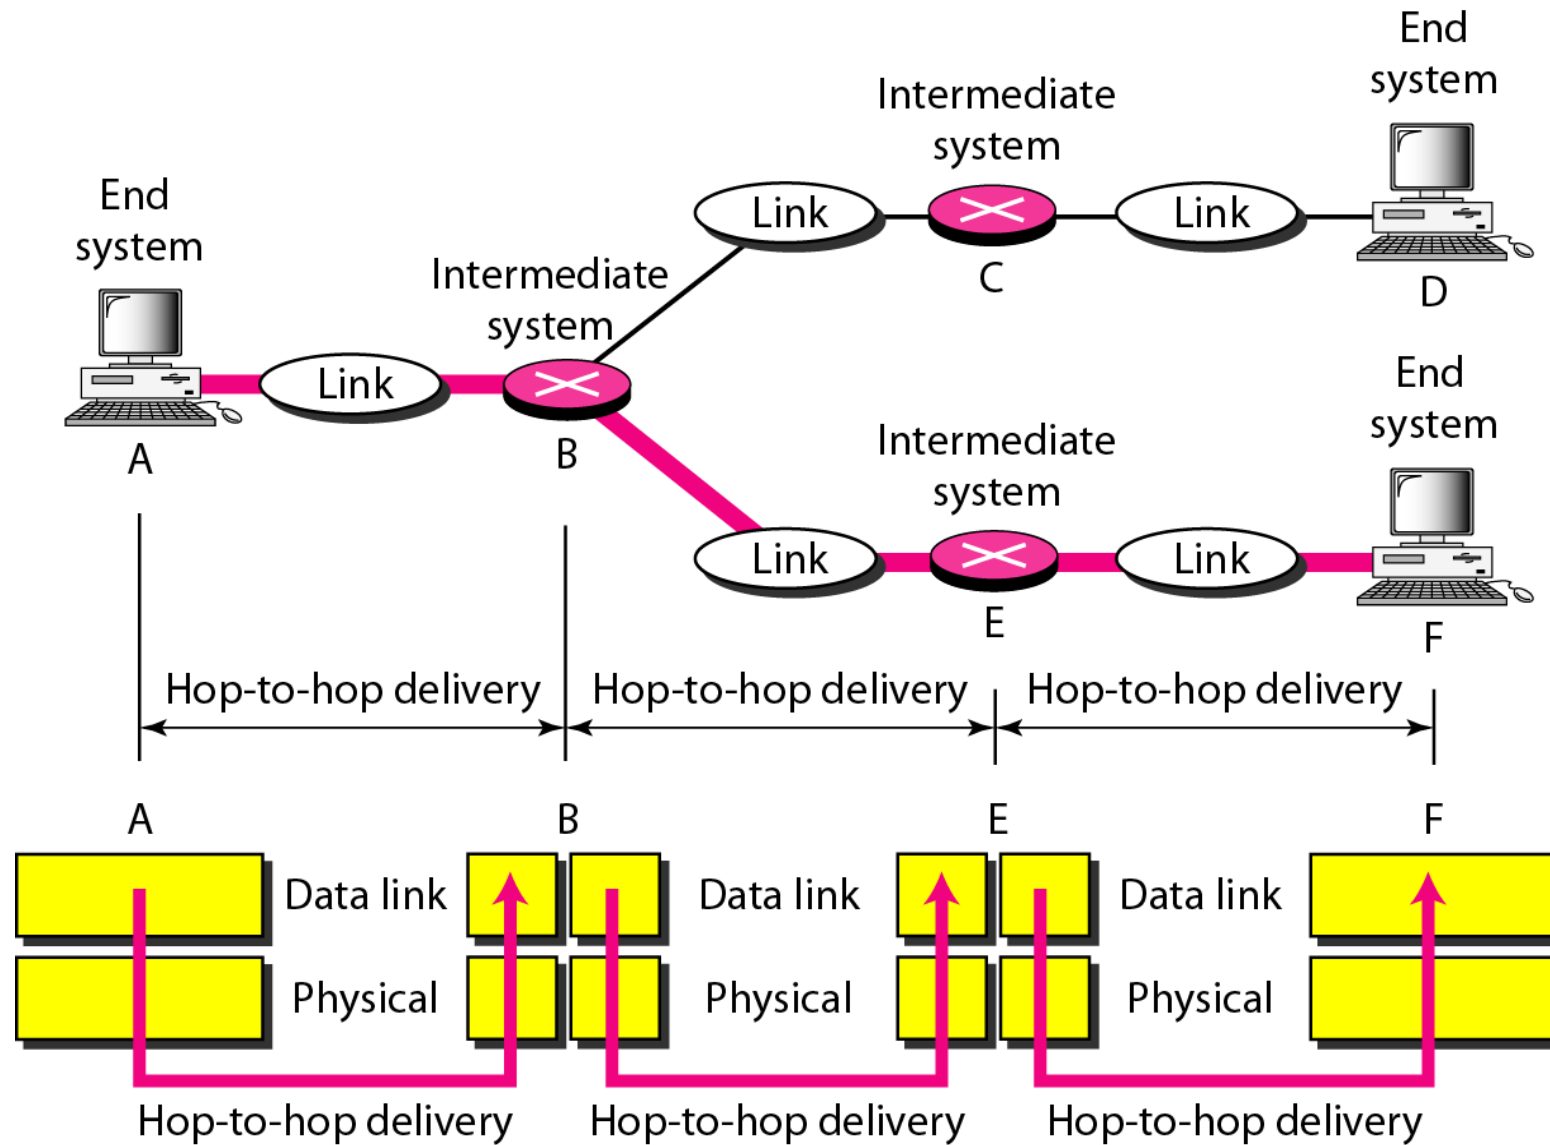 End
system
Intermediate
system
Link
C
Link
D
End
system
A
Link
Intermediate
system
B
Intermediate
system
Link
E
Link
End
system
F
Hop-to-hop delivery
Hop-to-hop delivery
Hop-to-hop delivery
A
B
E
F
Data link
Data link
Data link
Physical
Physical
Physical
Hop-to-hop delivery
Hop-to-hop delivery
Hop-to-hop delivery